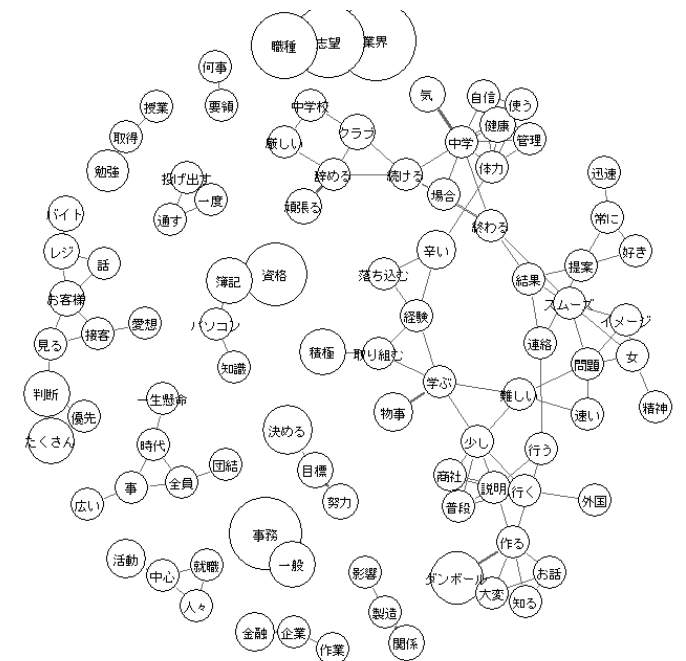 職種
志望
業界
何事
要領
授業
取得
勉強
中学校
クラブ
厳しい
辞める
続ける
頑張る
気
自信
使う
健康
管理
中学
体力
場合
終わる
迅速
常に
好き
提案
結果
スムーズ
イメージ
連絡
問題
女
精神
速い
投げ出す
一度
通す
バイト
レジ
話
お客様
見る
接客
愛想
判断
優先
たくさん
簿記
資格
パソコン
知識
辛い
落ち込む
経験
積極
取り組む
学ぶ
物事
難しい
少し
行う
商社
説明
行く
普段
外国
作る
ダンボール
大変
知る
お話
一生懸命
時代
事
全員
団結
広い
決める
目標
努力
事務
一般
活動
中心
就職
人々
影響
製造
関係
金融
企業
作業